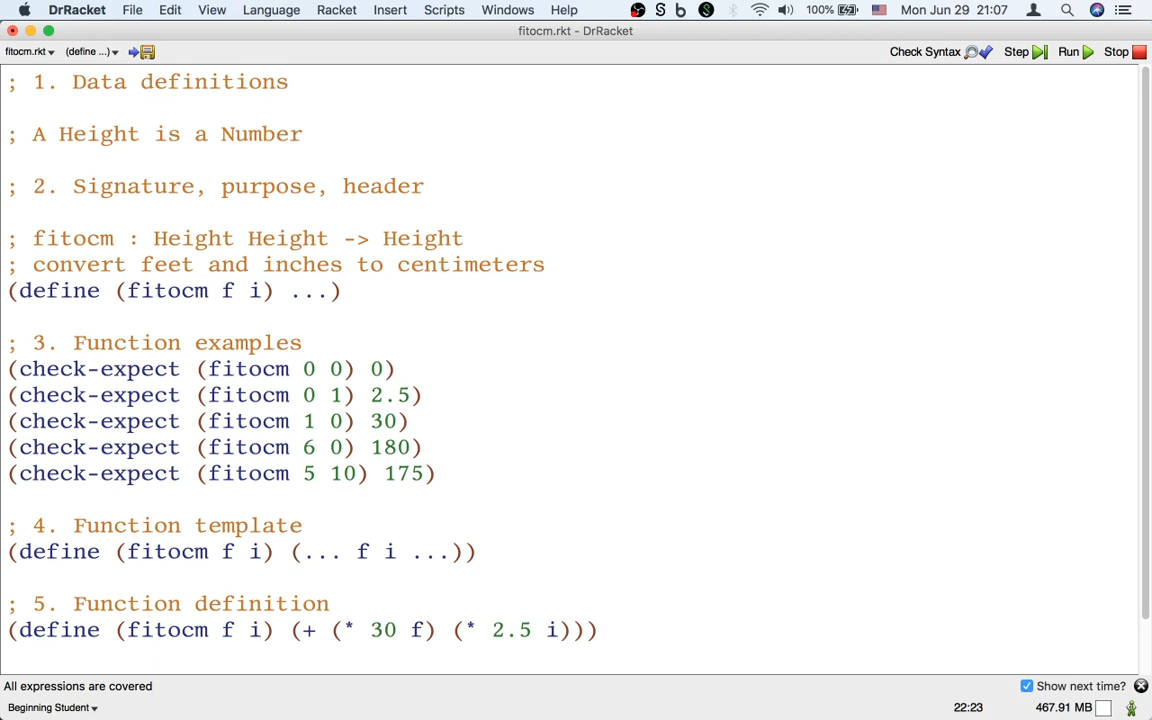 DrRacket File Edit View Language Racket Insert Scripts Windows Help 100% Mon Jun 29 21:07
fitocm.rkt - DrRacket
fitocm.rkt (define ...) Check Syntax Step Run Stop
; 1. Data definitions
; A Height is a Number
; 2. Signature, purpose, header
; fitocm : Height Height -> Height
; convert feet and inches to centimeters
(define (fitocm f i) ...)
; 3. Function examples
(check-expect (fitocm 0 0) 0)
(check-expect (fitocm 0 1) 2.5)
(check-expect (fitocm 1 0) 30)
(check-expect (fitocm 6 0) 180)
(check-expect (fitocm 5 10) 175)
; 4. Function template
(define (fitocm f i) (... f i ...))
; 5. Function definition
(define (fitocm f i) (+ (* 30 f) (* 2.5 i)))
All expressions are covered Show next time?
Beginning Student 22:23 467.91 MB